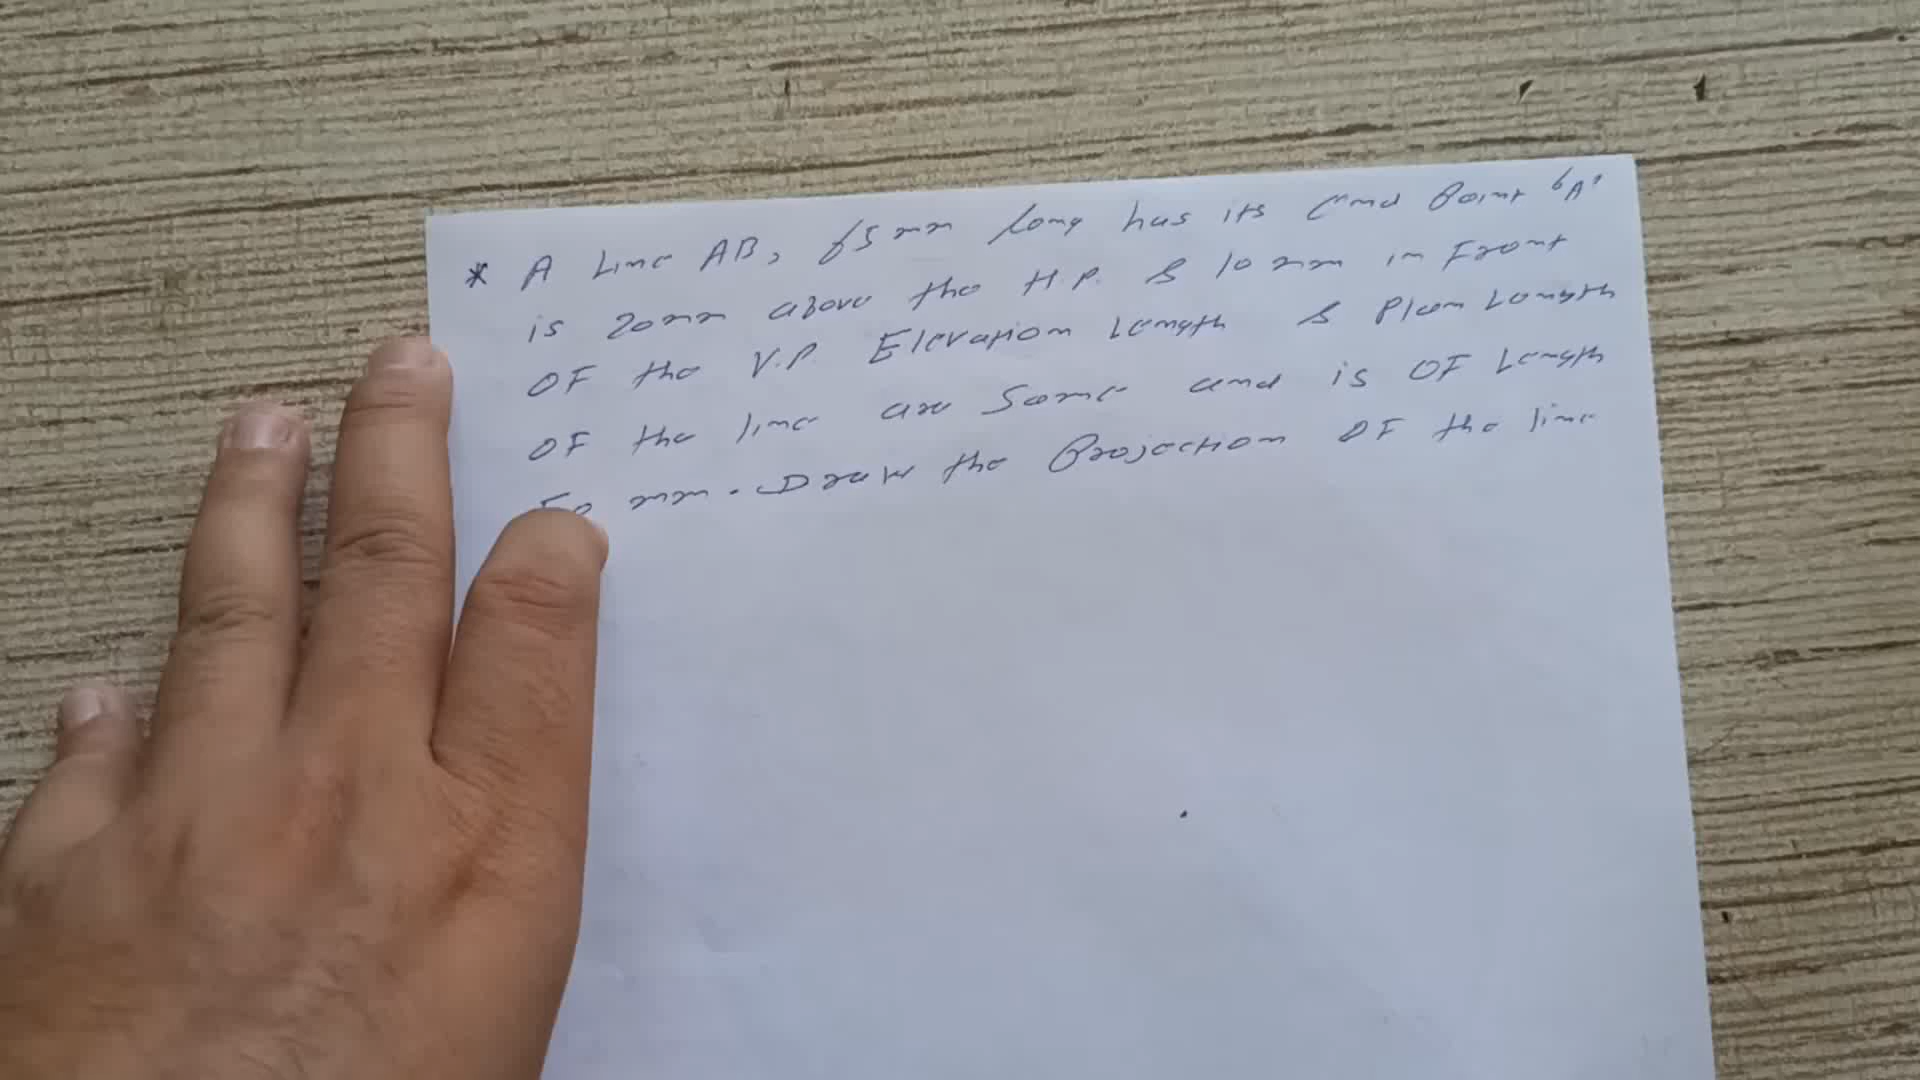 * A Line AB, 65 mm long has its end Point 'A'
is 20mm above the H.P. & 10 mm in Front
OF the V.P. Elevation Length & Plan Length
OF the line are Same and is OF Length
50 mm. Draw the Projection OF the line